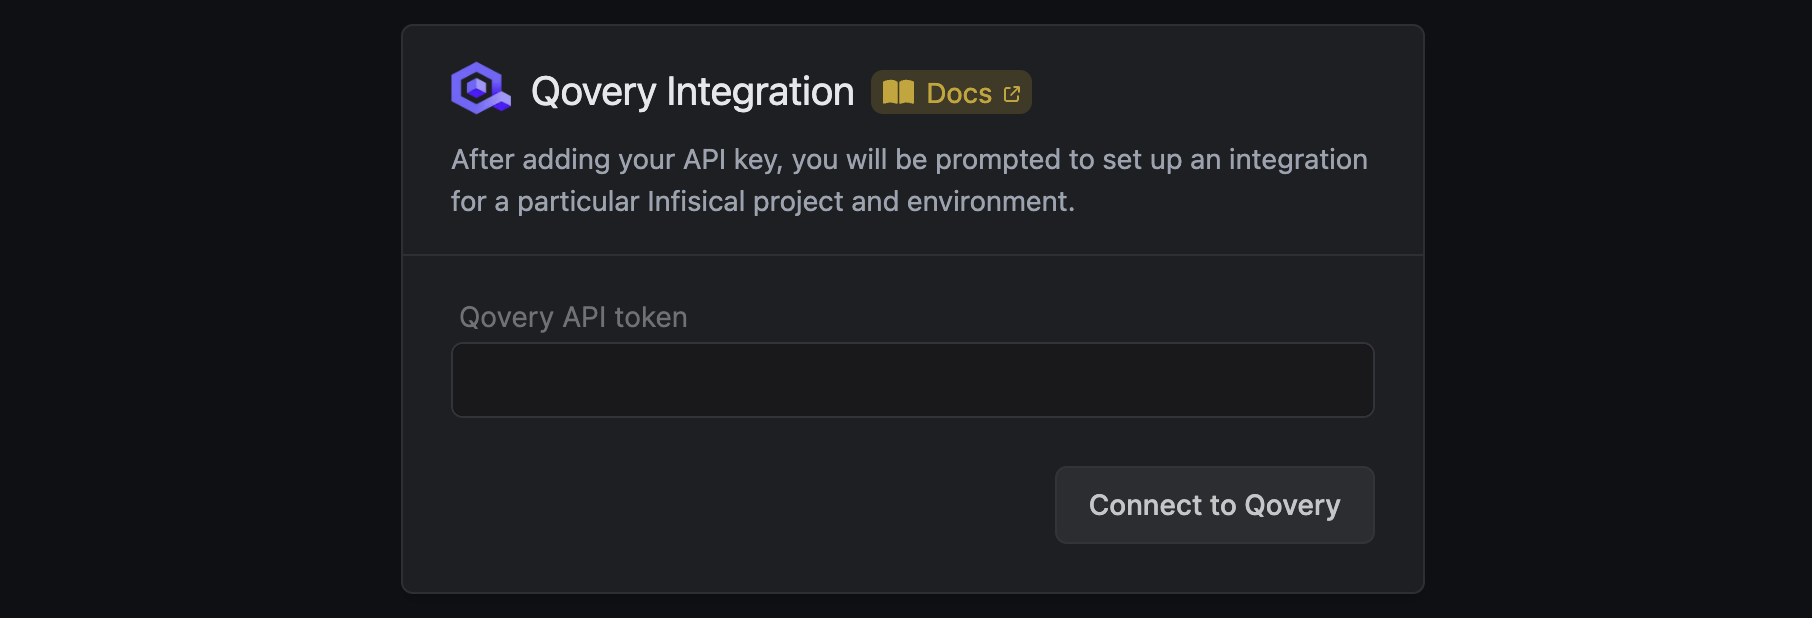 Qovery Integration Docs
After adding your API key, you will be prompted to set up an integration
for a particular Infisical project and environment.
Qovery API token
Connect to Qovery